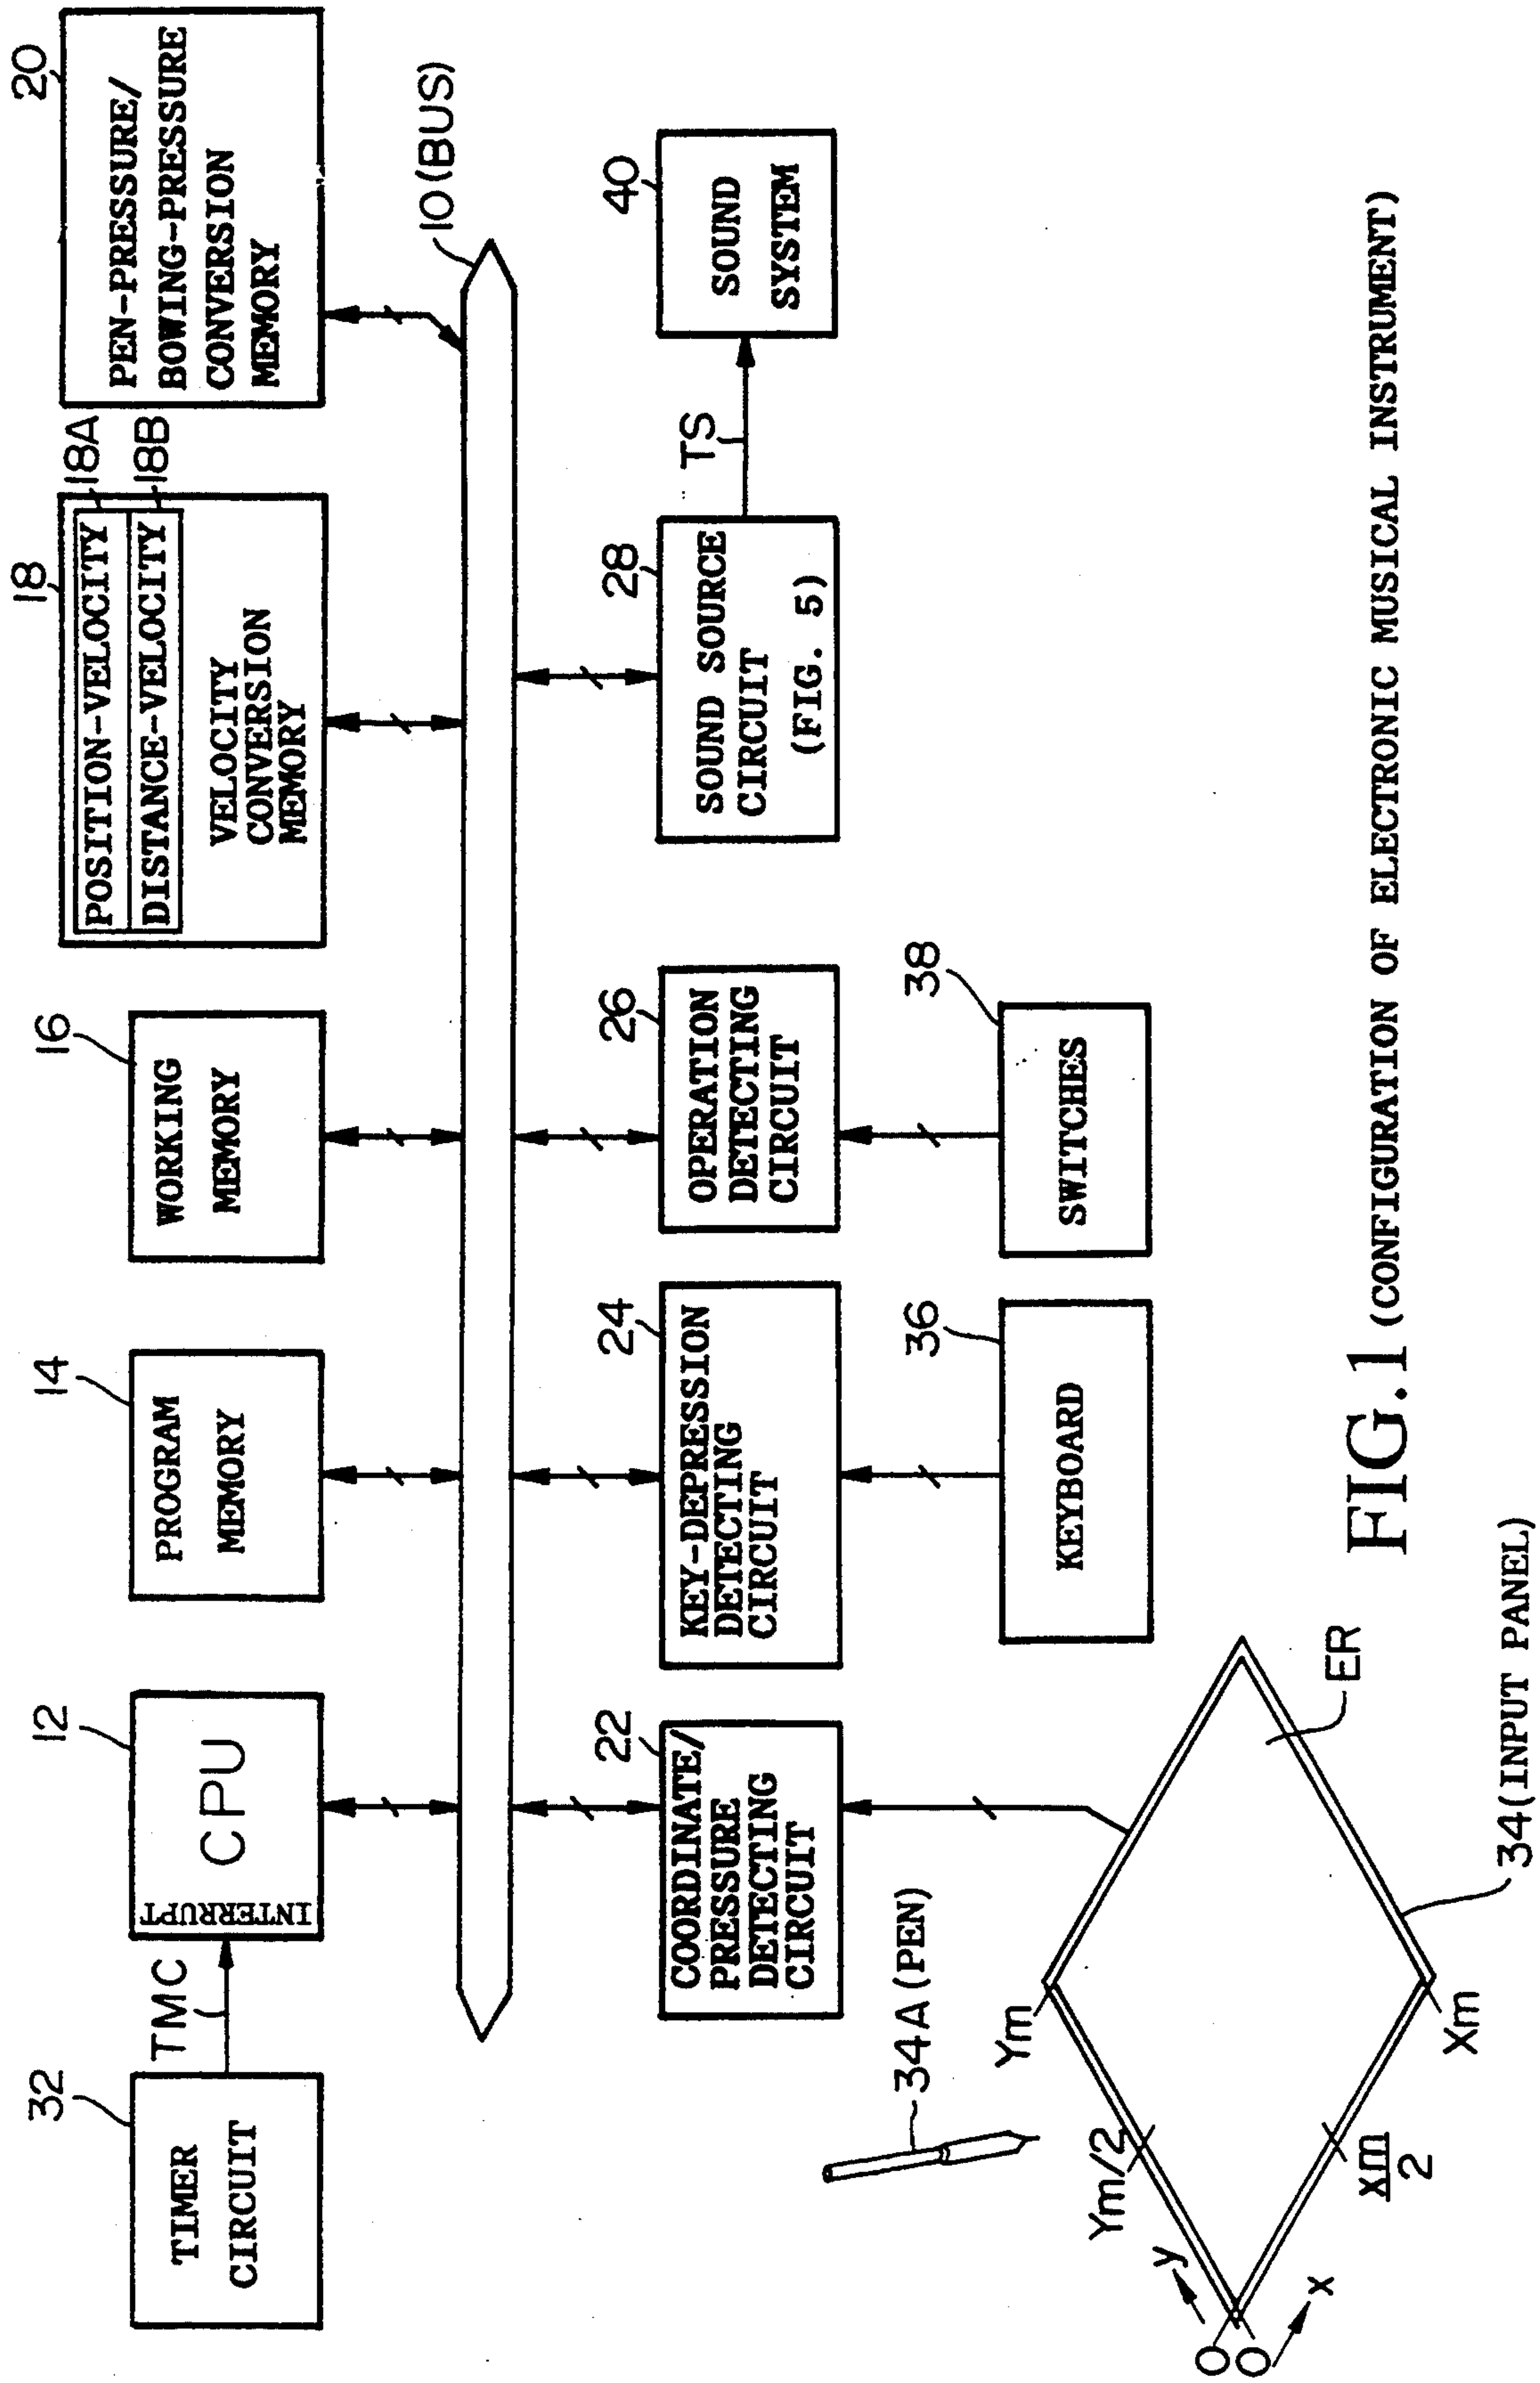 32
TIMER
CIRCUIT
TMC
12
INTERRUPT
CPU
14
PROGRAM
MEMORY
16
WORKING
MEMORY
18
POSITION-VELOCITY
18A
DISTANCE-VELOCITY
18B
VELOCITY
CONVERSION
MEMORY
20
PEN-PRESSURE/
BOWING-PRESSURE
CONVERSION
MEMORY
10(BUS)
22
COORDINATE/
PRESSURE
DETECTING
CIRCUIT
24
KEY-DEPRESSION
DETECTING
CIRCUIT
26
OPERATION
DETECTING
CIRCUIT
28
SOUND SOURCE
CIRCUIT
(FIG. 5)
TS
40
SOUND
SYSTEM
34A(PEN)
36
KEYBOARD
38
SWITCHES
Ym
Ym/2
y
O
O
x
xm
2
Xm
ER
34(INPUT PANEL)
FIG.1 (CONFIGURATION OF ELECTRONIC MUSICAL INSTRUMENT)